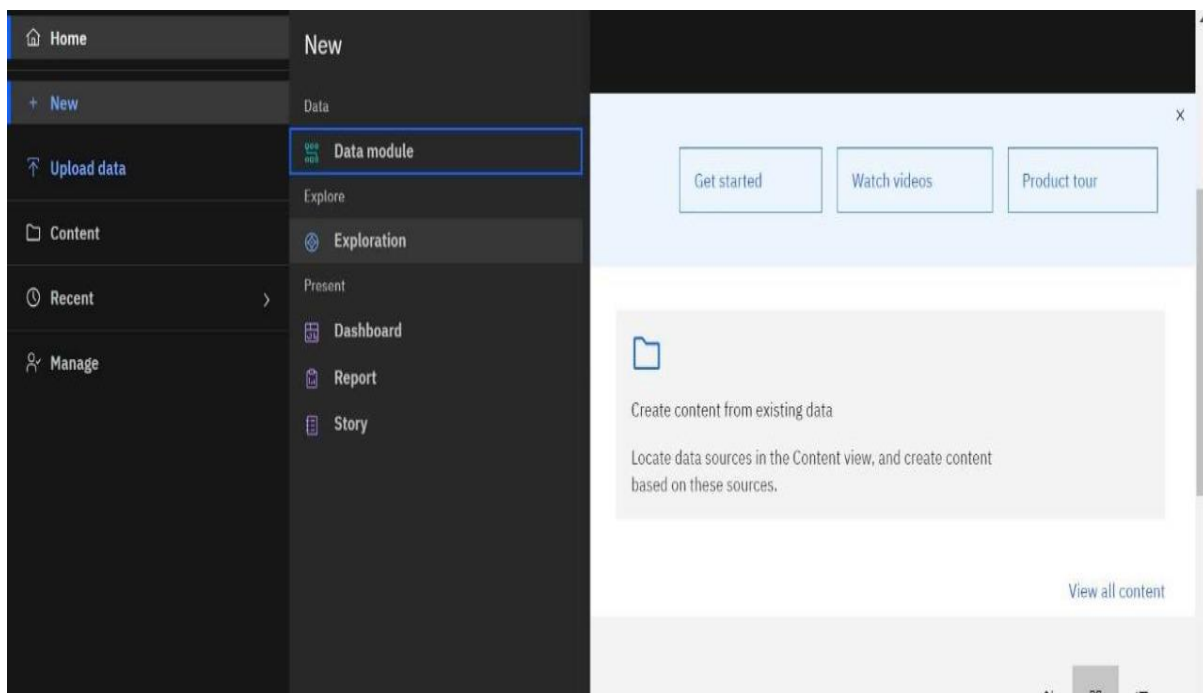 Home
New
Upload data
Content
Recent
Manage
New
Data
Data module
Explore
Exploration
Present
Dashboard
Report
Story
Get started
Watch videos
Product tour
Create content from existing data
Locate data sources in the Content view, and create content
based on these sources.
View all content